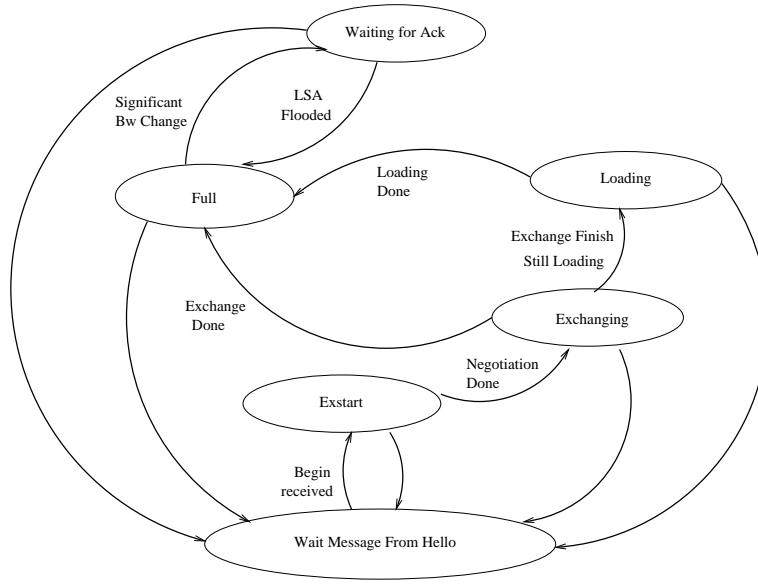 Waiting for Ack
Significant
Bw Change
LSA
Flooded
Loading
Done
Loading
Full
Exchange Finish
Still Loading
Exchange
Done
Exchanging
Negotiation
Done
Exstart
Begin
received
Wait Message From Hello